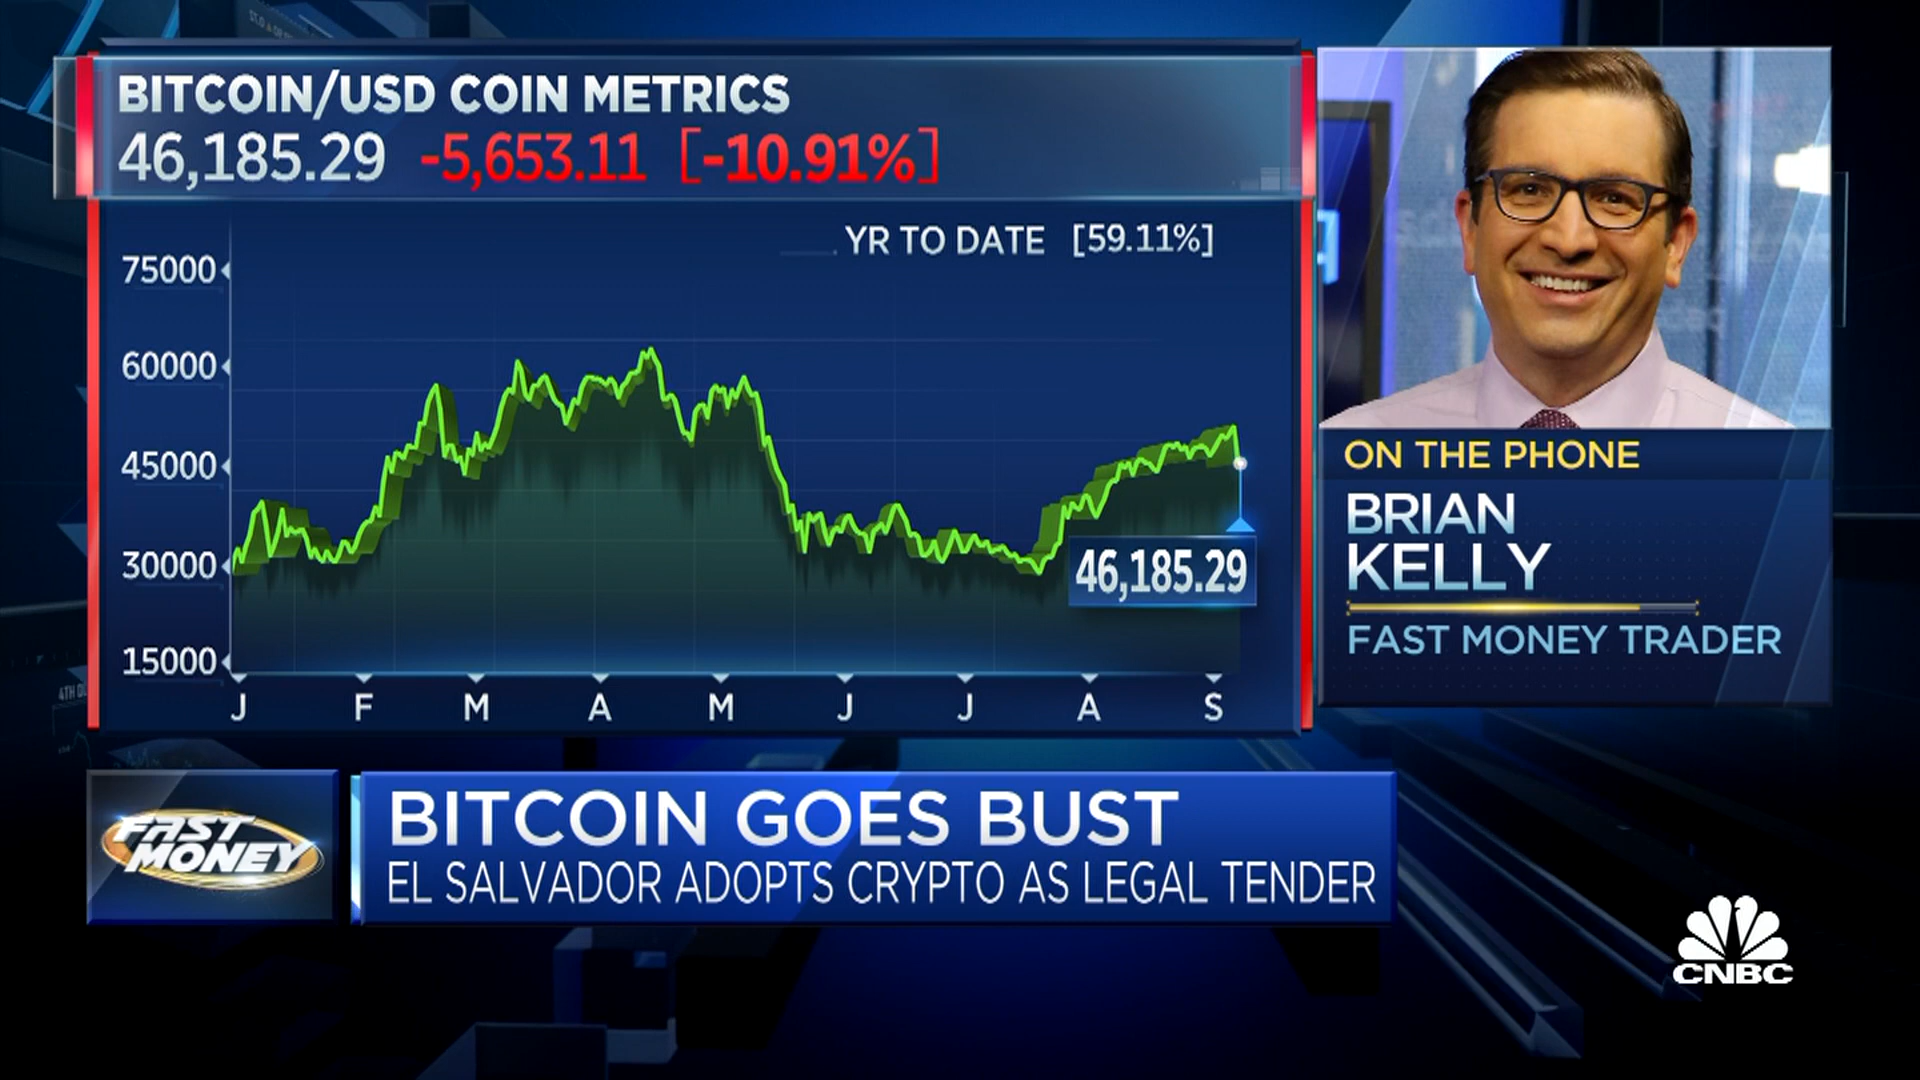 BITCOIN/USD COIN METRICS
46,185.29 -5,653.11 [-10.91%]
YR TO DATE [59.11%]
75000
60000
45000
30000
15000
46,185.29
J F M A M J J A S
ON THE PHONE
BRIAN
KELLY
FAST MONEY TRADER
FAST
MONEY
BITCOIN GOES BUST
EL SALVADOR ADOPTS CRYPTO AS LEGAL TENDER
CNBC